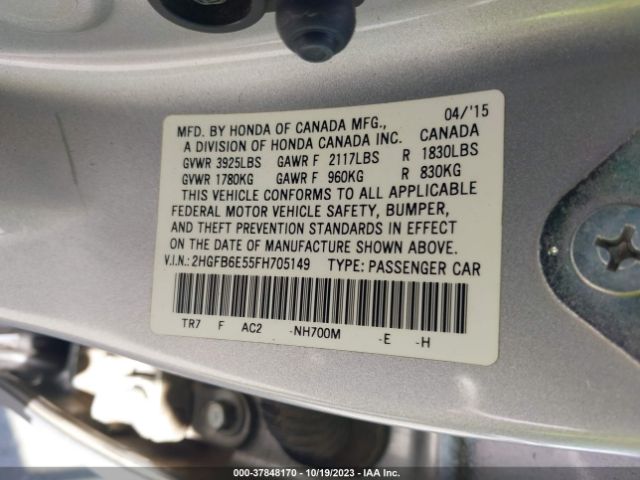 04/'15
MFD. BY HONDA OF CANADA MFG.,
A DIVISION OF HONDA CANADA INC. CANADA
GVWR 3925LBS GAWR F 2117LBS R 1830LBS
GVWR 1780KG GAWR F 960KG R 830KG
THIS VEHICLE CONFORMS TO ALL APPLICABLE
FEDERAL MOTOR VEHICLE SAFETY, BUMPER,
AND THEFT PREVENTION STANDARDS IN EFFECT
ON THE DATE OF MANUFACTURE SHOWN ABOVE.
V.I.N.: 2HGFB6E55FH705149 TYPE: PASSENGER CAR
TR7 F AC2 -NH700M -E -H
000-37848170 - 10/19/2023 - IAA Inc.